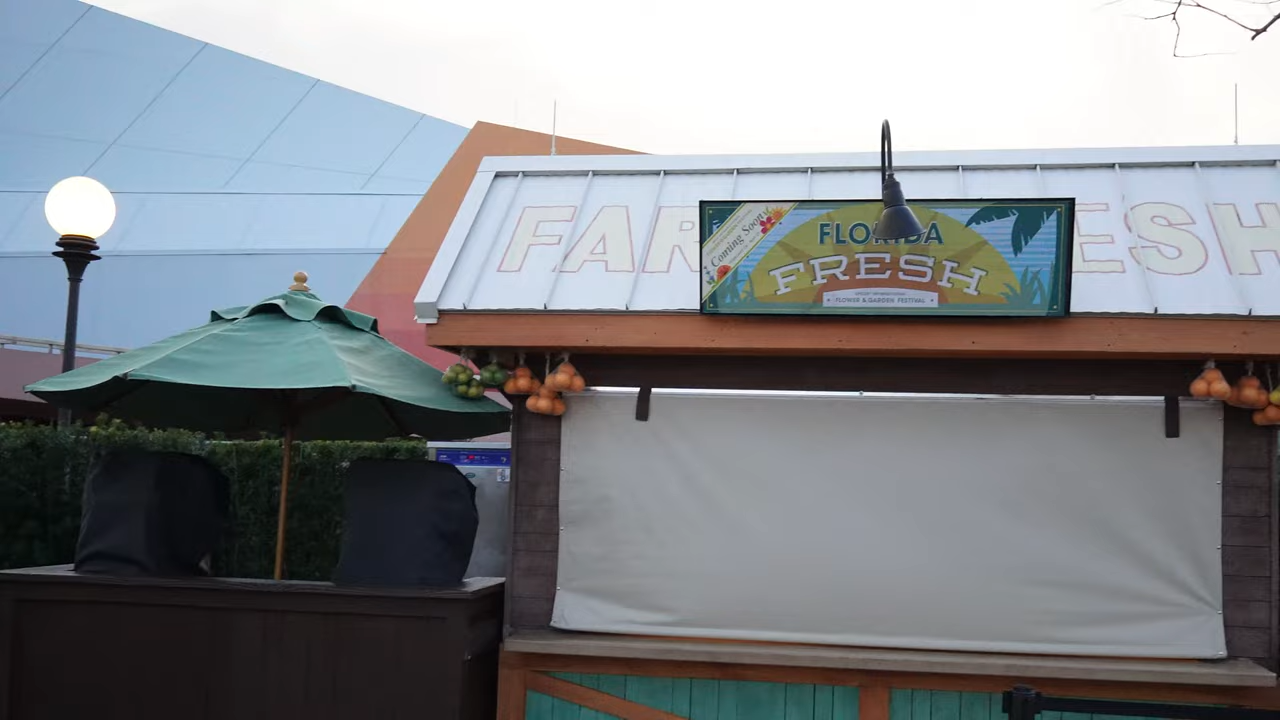 FAR
ESH
Coming Soon!
FLORIDA
FRESH
FLOWER & GARDEN FESTIVAL